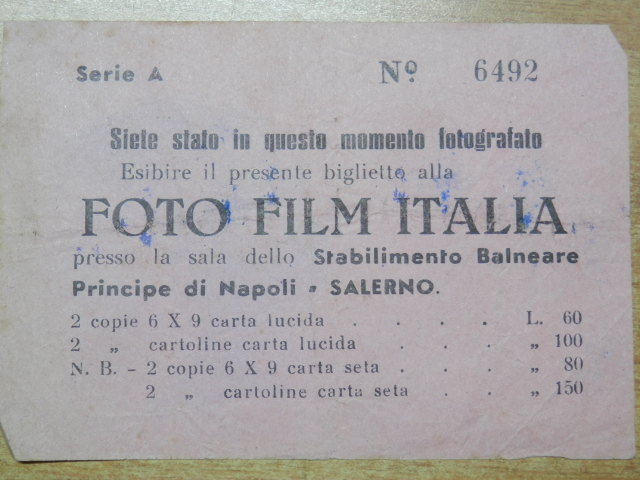 Serie A Nº 6492
Siete stato in questo momento fotografato
Esibire il presente biglietto alla
FOTO FILM ITALIA
presso la sala dello Stabilimento Balneare
Principe di Napoli - SALERNO.
2 copie 6 X 9 carta lucida . . . . L. 60
2 „ cartoline carta lucida . . . „ 100
N. B. - 2 copie 6 X 9 carta seta . . . „ 80
2 „ cartoline carta seta . . „ 150